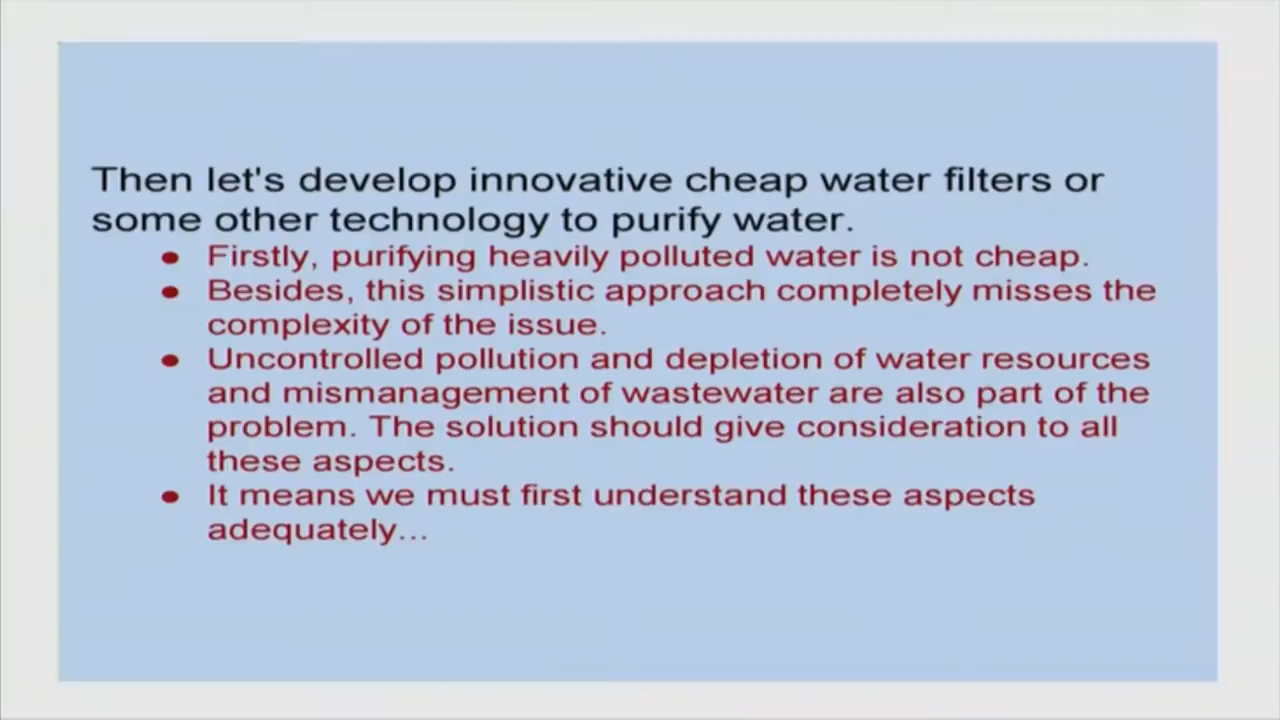 Then let's develop innovative cheap water filters or
some other technology to purify water.
● Firstly, purifying heavily polluted water is not cheap.
● Besides, this simplistic approach completely misses the
complexity of the issue.
● Uncontrolled pollution and depletion of water resources
and mismanagement of wastewater are also part of the
problem. The solution should give consideration to all
these aspects.
● It means we must first understand these aspects
adequately...